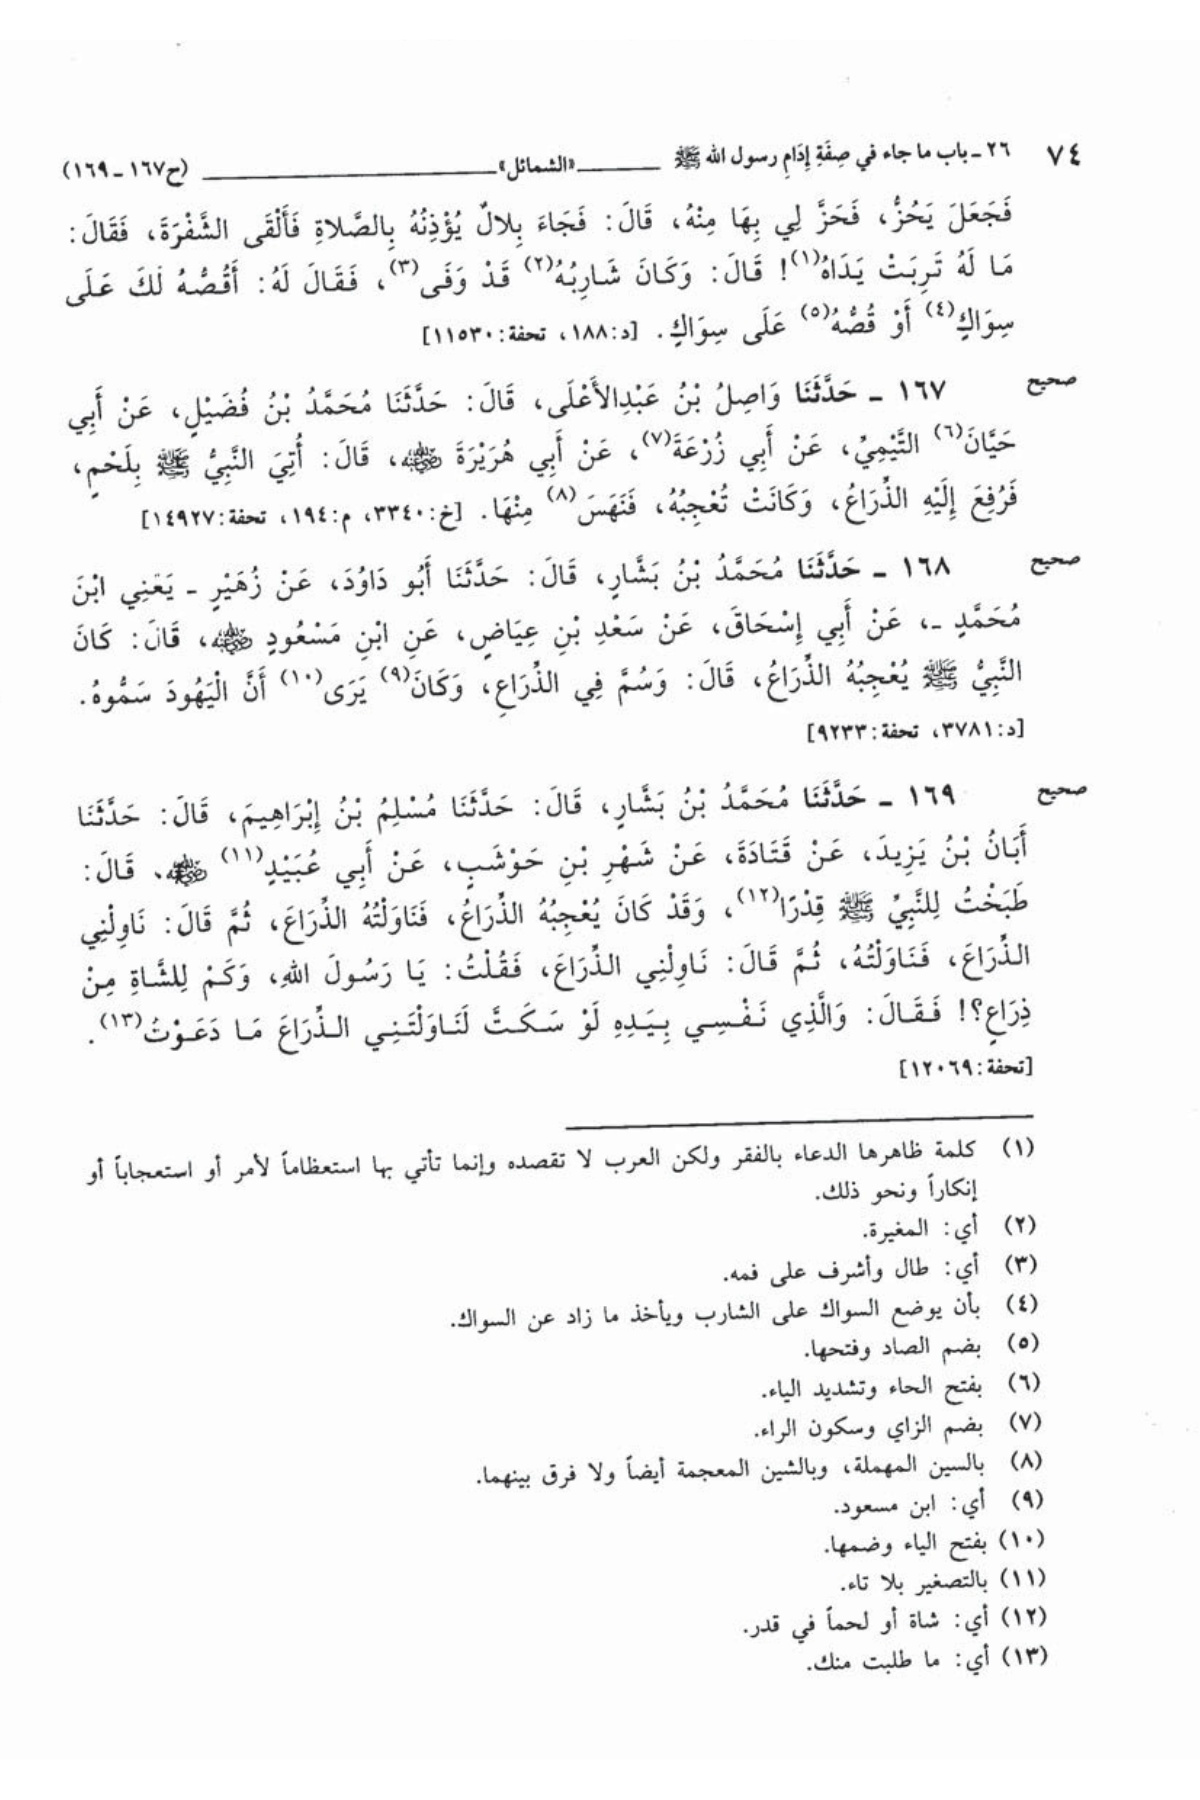 ٧٤ ٢٦ ـ باب ما جاء في صِفَةِ إِدَامِ رسول الله ﷺ «الشمائل» (ح١٦٧ ـ ١٦٩)
فَجَعَلَ يَحُزُّ، فَحَزَّ لِي بِهَا مِنْهُ، قَالَ: فَجَاءَ بِلالٌ يُؤْذِنُهُ بِالصَّلاةِ فَأَلْقَى الشَّفْرَةَ، فَقَالَ:
مَا لَهُ تَرِبَتْ يَدَاهُ(١)! قَالَ: وَكَانَ شَارِبُهُ(٢) قَدْ وَفَى(٣)، فَقَالَ لَهُ: أَقُصُّهُ لَكَ عَلَى
سِوَاكٍ(٤) أَوْ قُصُّهُ(٥) عَلَى سِوَاكٍ. [د:١٨٨، تحفة:١١٥٣٠]
صحيح ١٦٧ ـ حَدَّثَنَا وَاصِلُ بْنُ عَبْدِالأَعْلَى، قَالَ: حَدَّثَنَا مُحَمَّدُ بْنُ فُضَيْلٍ، عَنْ أَبِي
حَيَّانَ(٦) التَّيْمِيِّ، عَنْ أَبِي زُرْعَةَ(٧)، عَنْ أَبِي هُرَيْرَةَ رضي الله عنه، قَالَ: أُتِيَ النَّبِيُّ ﷺ بِلَحْمٍ،
فَرُفِعَ إِلَيْهِ الذِّرَاعُ، وَكَانَتْ تُعْجِبُهُ، فَنَهَسَ(٨) مِنْهَا. [خ:٣٣٤٠، م:١٩٤، تحفة:١٤٩٢٧]
صحيح ١٦٨ ـ حَدَّثَنَا مُحَمَّدُ بْنُ بَشَّارٍ، قَالَ: حَدَّثَنَا أَبُو دَاوُدَ، عَنْ زُهَيْرٍ ـ يَعْنِي ابْنَ
مُحَمَّدٍ ـ، عَنْ أَبِي إِسْحَاقَ، عَنْ سَعْدِ بْنِ عِيَاضٍ، عَنِ ابْنِ مَسْعُودٍ رضي الله عنه، قَالَ: كَانَ
النَّبِيُّ ﷺ يُعْجِبُهُ الذِّرَاعُ، قَالَ: وَسُمَّ فِي الذِّرَاعِ، وَكَانَ(٩) يَرَى(١٠) أَنَّ الْيَهُودَ سَمُّوهُ.
[د:٣٧٨١، تحفة:٩٢٣٣]
صحيح ١٦٩ ـ حَدَّثَنَا مُحَمَّدُ بْنُ بَشَّارٍ، قَالَ: حَدَّثَنَا مُسْلِمُ بْنُ إِبْرَاهِيمَ، قَالَ: حَدَّثَنَا
أَبَانُ بْنُ يَزِيدَ، عَنْ قَتَادَةَ، عَنْ شَهْرِ بْنِ حَوْشَبٍ، عَنْ أَبِي عُبَيْدٍ(١١) رضي الله عنه، قَالَ:
طَبَخْتُ لِلنَّبِيِّ ﷺ قِدْرًا(١٢)، وَقَدْ كَانَ يُعْجِبُهُ الذِّرَاعُ، فَنَاوَلْتُهُ الذِّرَاعَ، ثُمَّ قَالَ: نَاوِلْنِي
الذِّرَاعَ، فَنَاوَلْتُهُ، ثُمَّ قَالَ: نَاوِلْنِي الذِّرَاعَ، فَقُلْتُ: يَا رَسُولَ اللهِ، وَكَمْ لِلشَّاةِ مِنْ
ذِرَاعٍ؟! فَقَالَ: وَالَّذِي نَفْسِي بِيَدِهِ لَوْ سَكَتَّ لَنَاوَلْتَنِي الذِّرَاعَ مَا دَعَوْتُ(١٣).
[تحفة:١٢٠٦٩]
(١) كلمة ظاهرها الدعاء بالفقر ولكن العرب لا تقصده وإنما تأتي بها استعظاماً لأمر أو استعجاباً أو
إنكاراً ونحو ذلك.
(٢) أي: المغيرة.
(٣) أي: طال وأشرف على فمه.
(٤) بأن يوضع السواك على الشارب ويأخذ ما زاد عن السواك.
(٥) بضم الصاد وفتحها.
(٦) بفتح الحاء وتشديد الياء.
(٧) بضم الزاي وسكون الراء.
(٨) بالسين المهملة، وبالشين المعجمة أيضاً ولا فرق بينهما.
(٩) أي: ابن مسعود.
(١٠) بفتح الياء وضمها.
(١١) بالتصغير بلا تاء.
(١٢) أي: شاة أو لحماً في قدر.
(١٣) أي: ما طلبت منك.